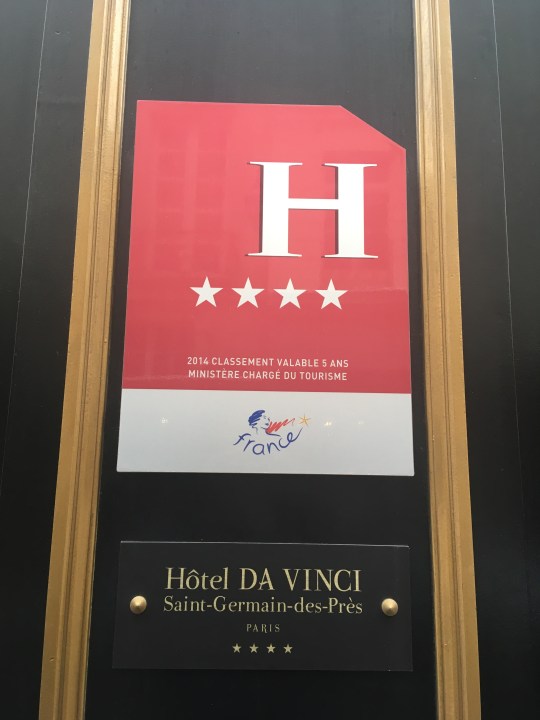 H
★★★★
2014 CLASSEMENT VALABLE 5 ANS
MINISTÈRE CHARGÉ DU TOURISME
france
Hôtel DA VINCI
Saint-Germain-des-Près
PARIS
★★★★